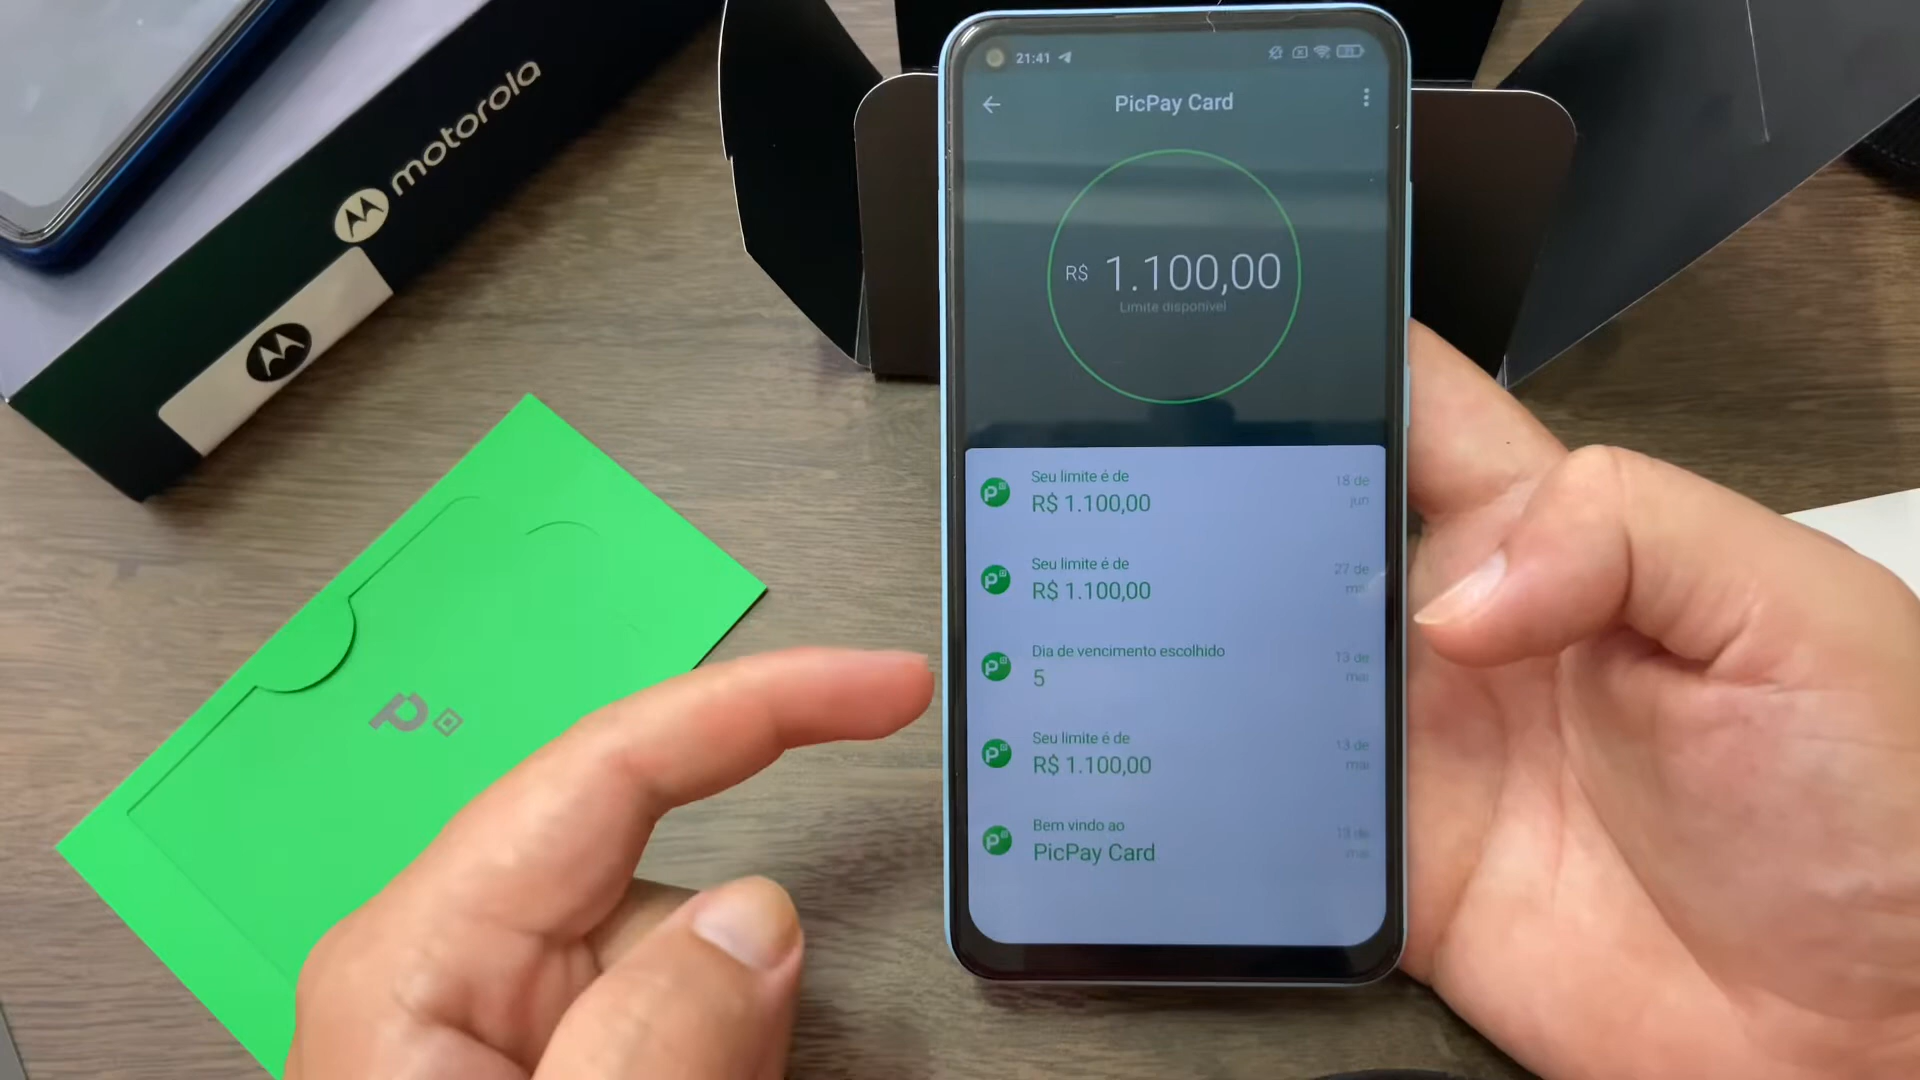 motorola
21:41
PicPay Card
R$ 1.100,00
Limite disponível
Seu limite é de
R$ 1.100,00
18 de
jun
Seu limite é de
R$ 1.100,00
27 de
mai
Dia de vencimento escolhido
5
13 de
mai
Seu limite é de
R$ 1.100,00
13 de
mai
Bem vindo ao
PicPay Card
13 de
mai